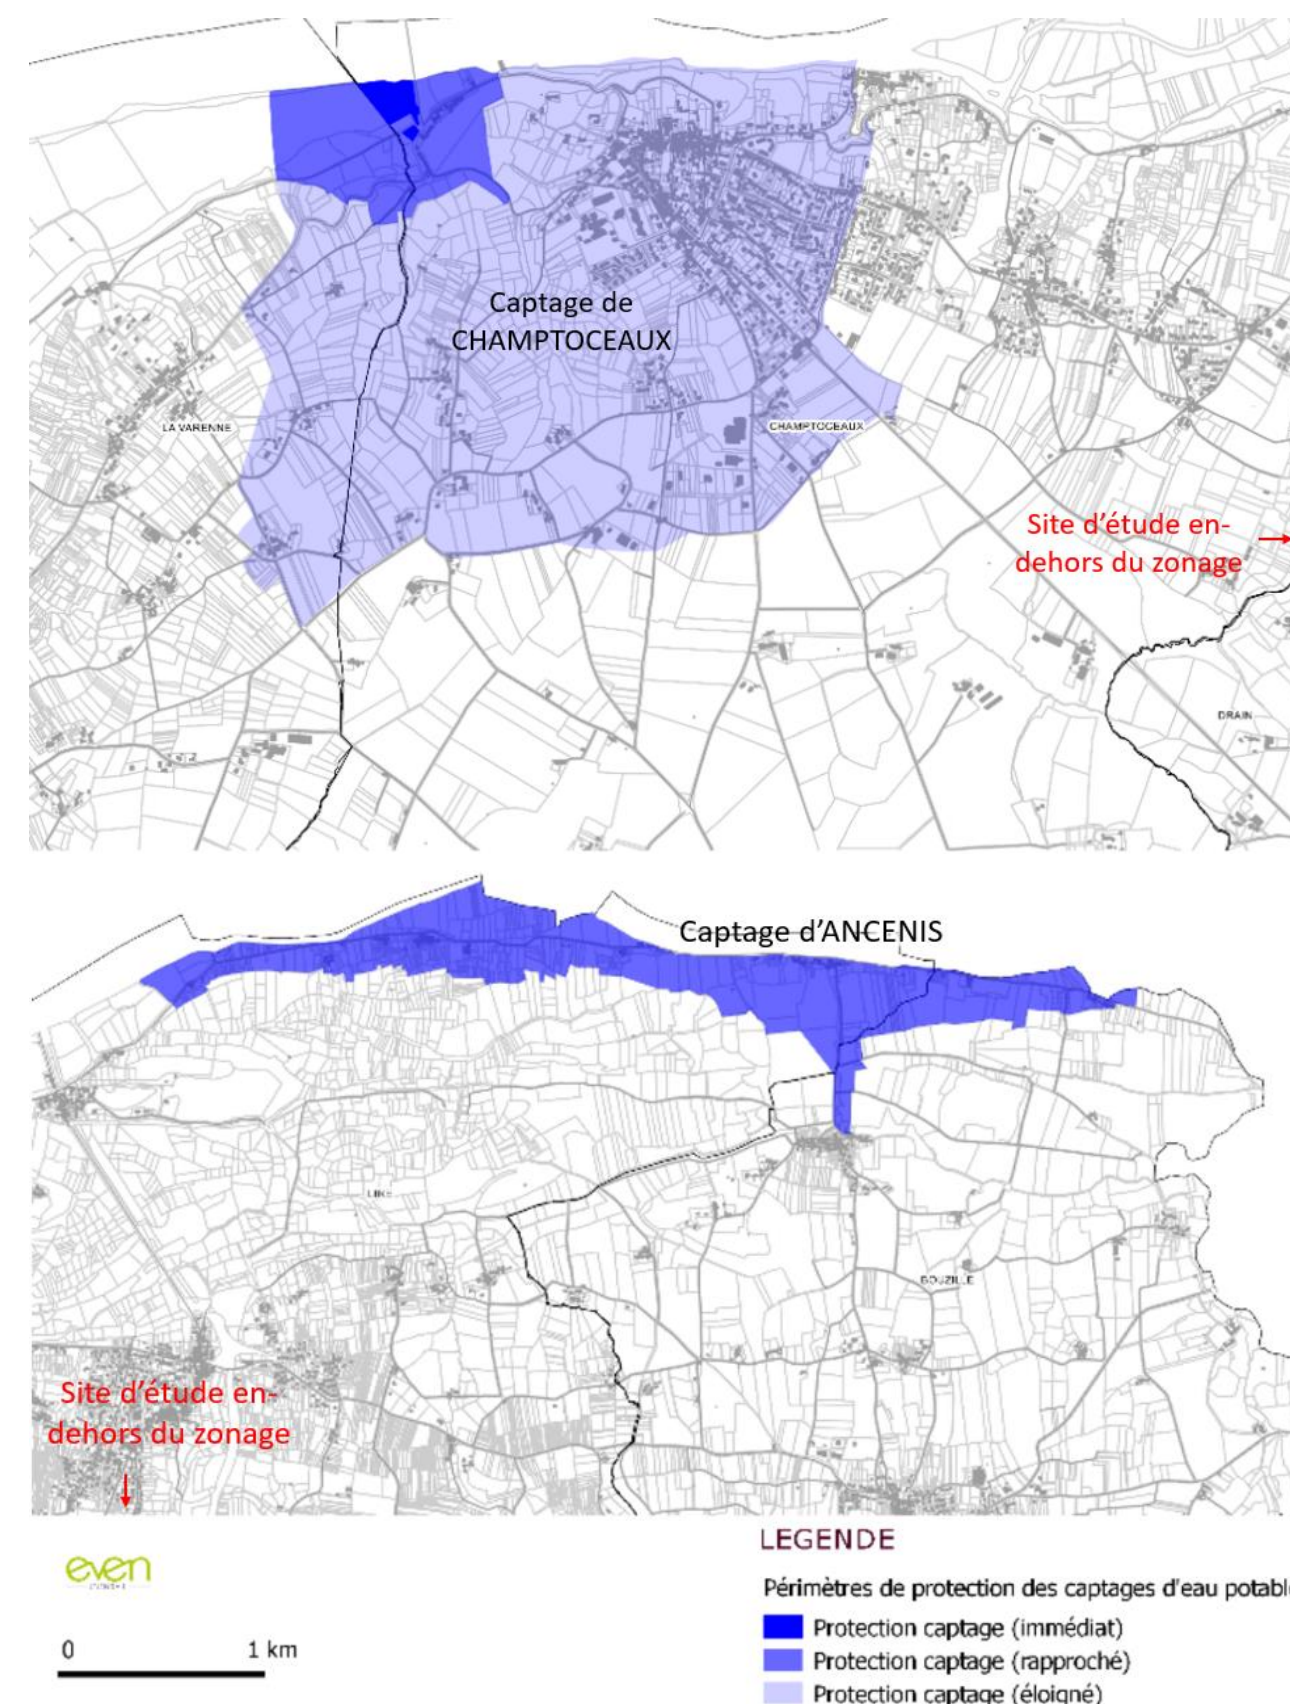 Captage de
CHAMPTOCEAUX
LA VARENNE
CHAMPTOCEAUX
Site d'étude en-
dehors du zonage
DRAIN
Captage d'ANCENIS
LIRE
BOUZILLE
Site d'étude en-
dehors du zonage
even
LEGENDE
Périmètres de protection des captages d'eau potabl
0 1 km
Protection captage (immédiat)
Protection captage (rapproché)
Protection captage (éloigné)